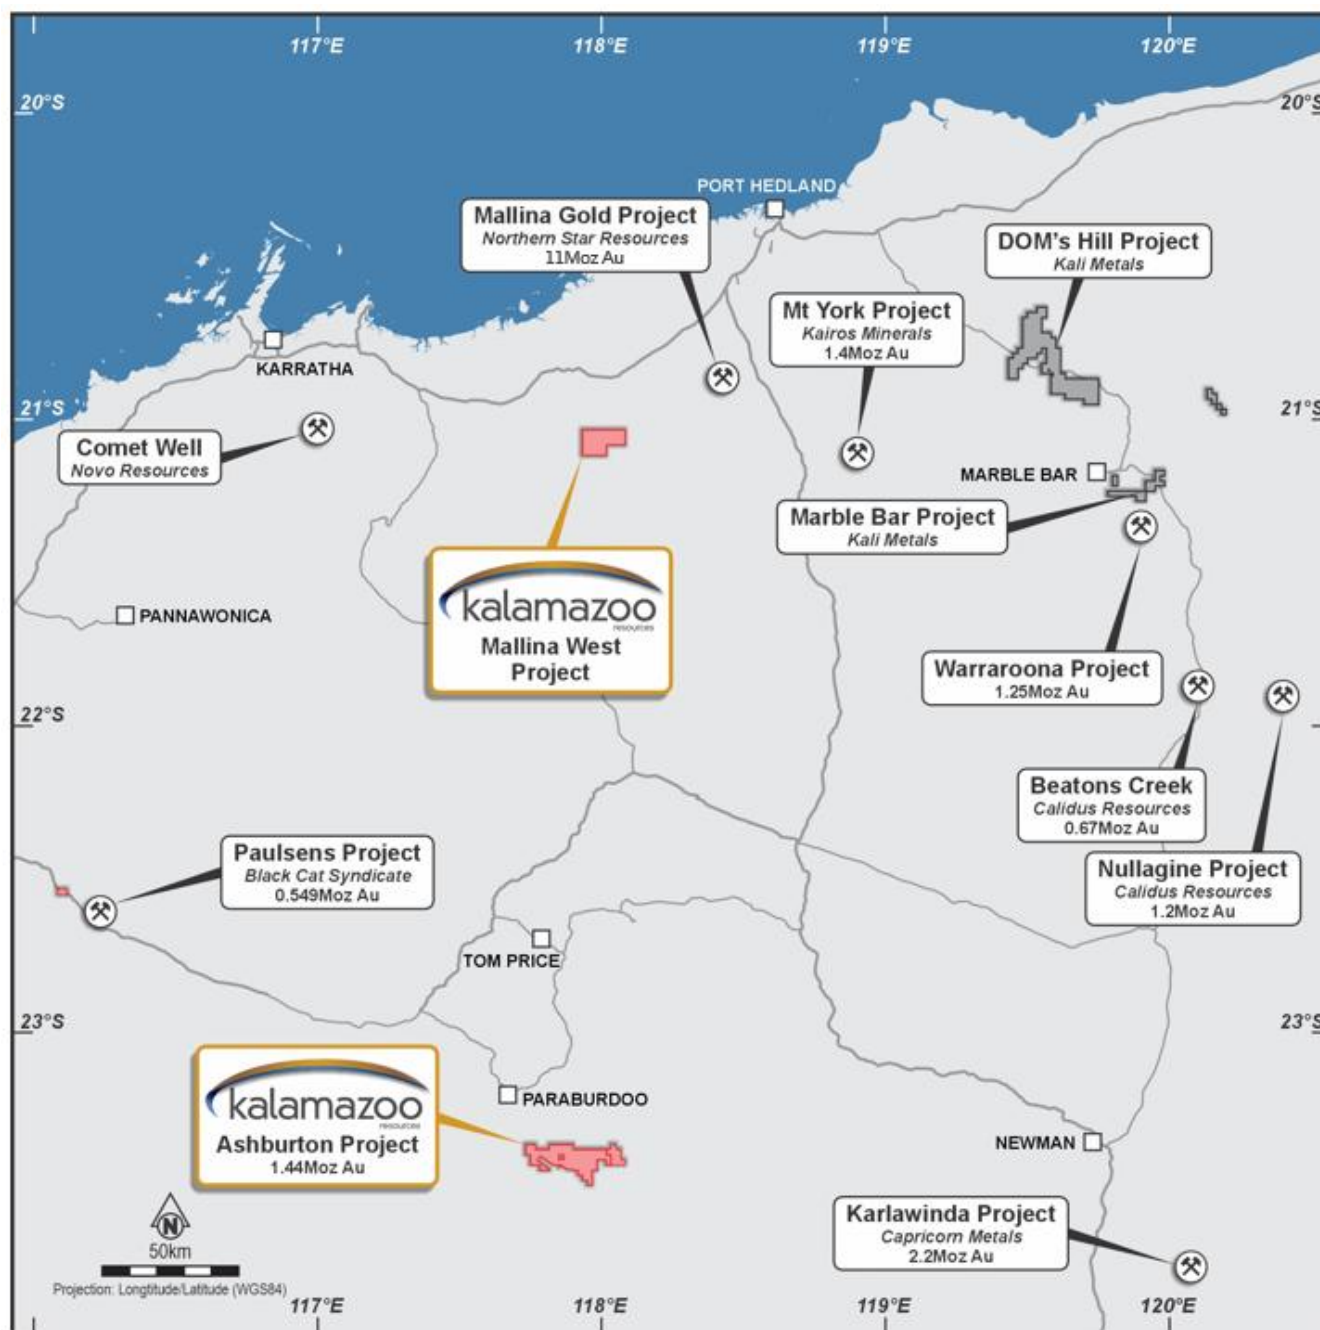 117°E
118°E
119°E
120°E
20°S
20°S
PORT HEDLAND
Mallina Gold Project
Northern Star Resources
11Moz Au
DOM's Hill Project
Kali Metals
Mt York Project
Kairos Minerals
1.4Moz Au
KARRATHA
21°S
21°S
Comet Well
Novo Resources
MARBLE BAR
Marble Bar Project
Kali Metals
kalamazoo
resources
Mallina West
Project
PANNAWONICA
Warraroona Project
1.25Moz Au
22°S
Beatons Creek
Calidus Resources
0.67Moz Au
Paulsens Project
Black Cat Syndicate
0.549Moz Au
Nullagine Project
Calidus Resources
1.2Moz Au
TOM PRICE
23°S
23°S
kalamazoo
resources
Ashburton Project
1.44Moz Au
PARABURDOO
NEWMAN
Karlawinda Project
Capricorn Metals
2.2Moz Au
N
50km
Projection: Longtitude/Latitude (WGS84)
117°E
118°E
119°E
120°E